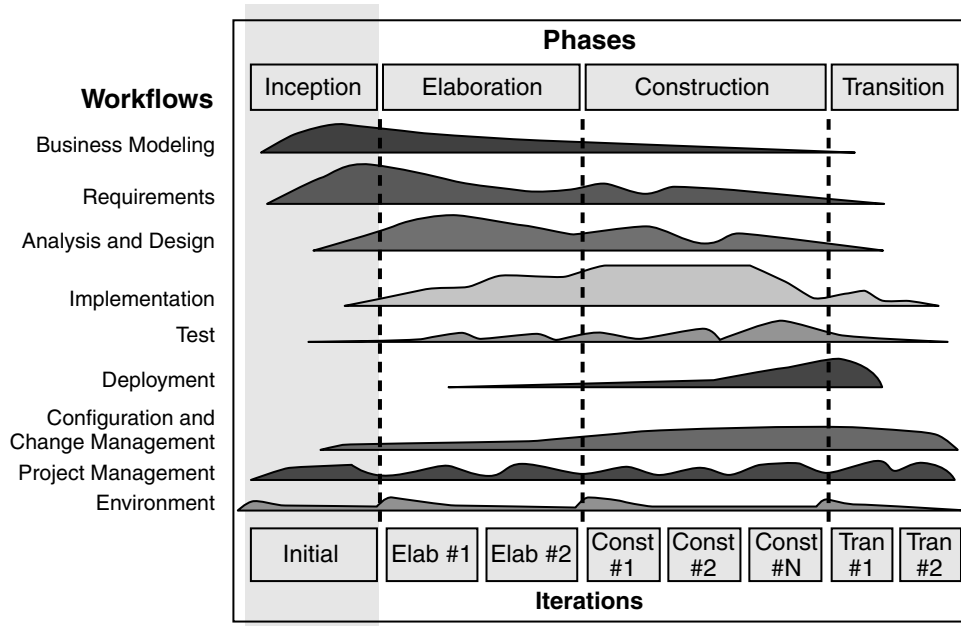 Phases
Inception
Elaboration
Construction
Transition
Workflows
Business Modeling
Requirements
Analysis and Design
Implementation
Test
Deployment
Configuration and
Change Management
Project Management
Environment
Initial
Elab #1
Elab #2
Const
#1
Const
#2
Const
#N
Tran
#1
Tran
#2
Iterations